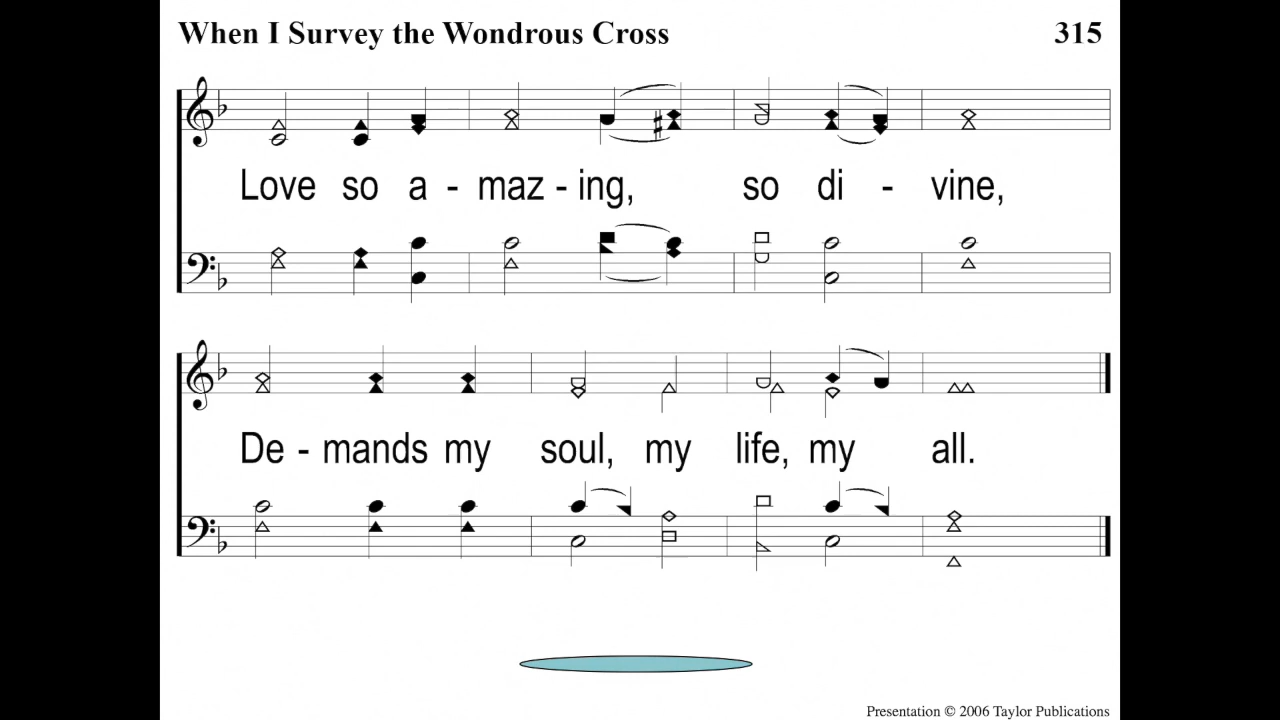 When I Survey the Wondrous Cross 315
Love so a - maz - ing, so di - vine,
De - mands my soul, my life, my all.
Presentation © 2006 Taylor Publications